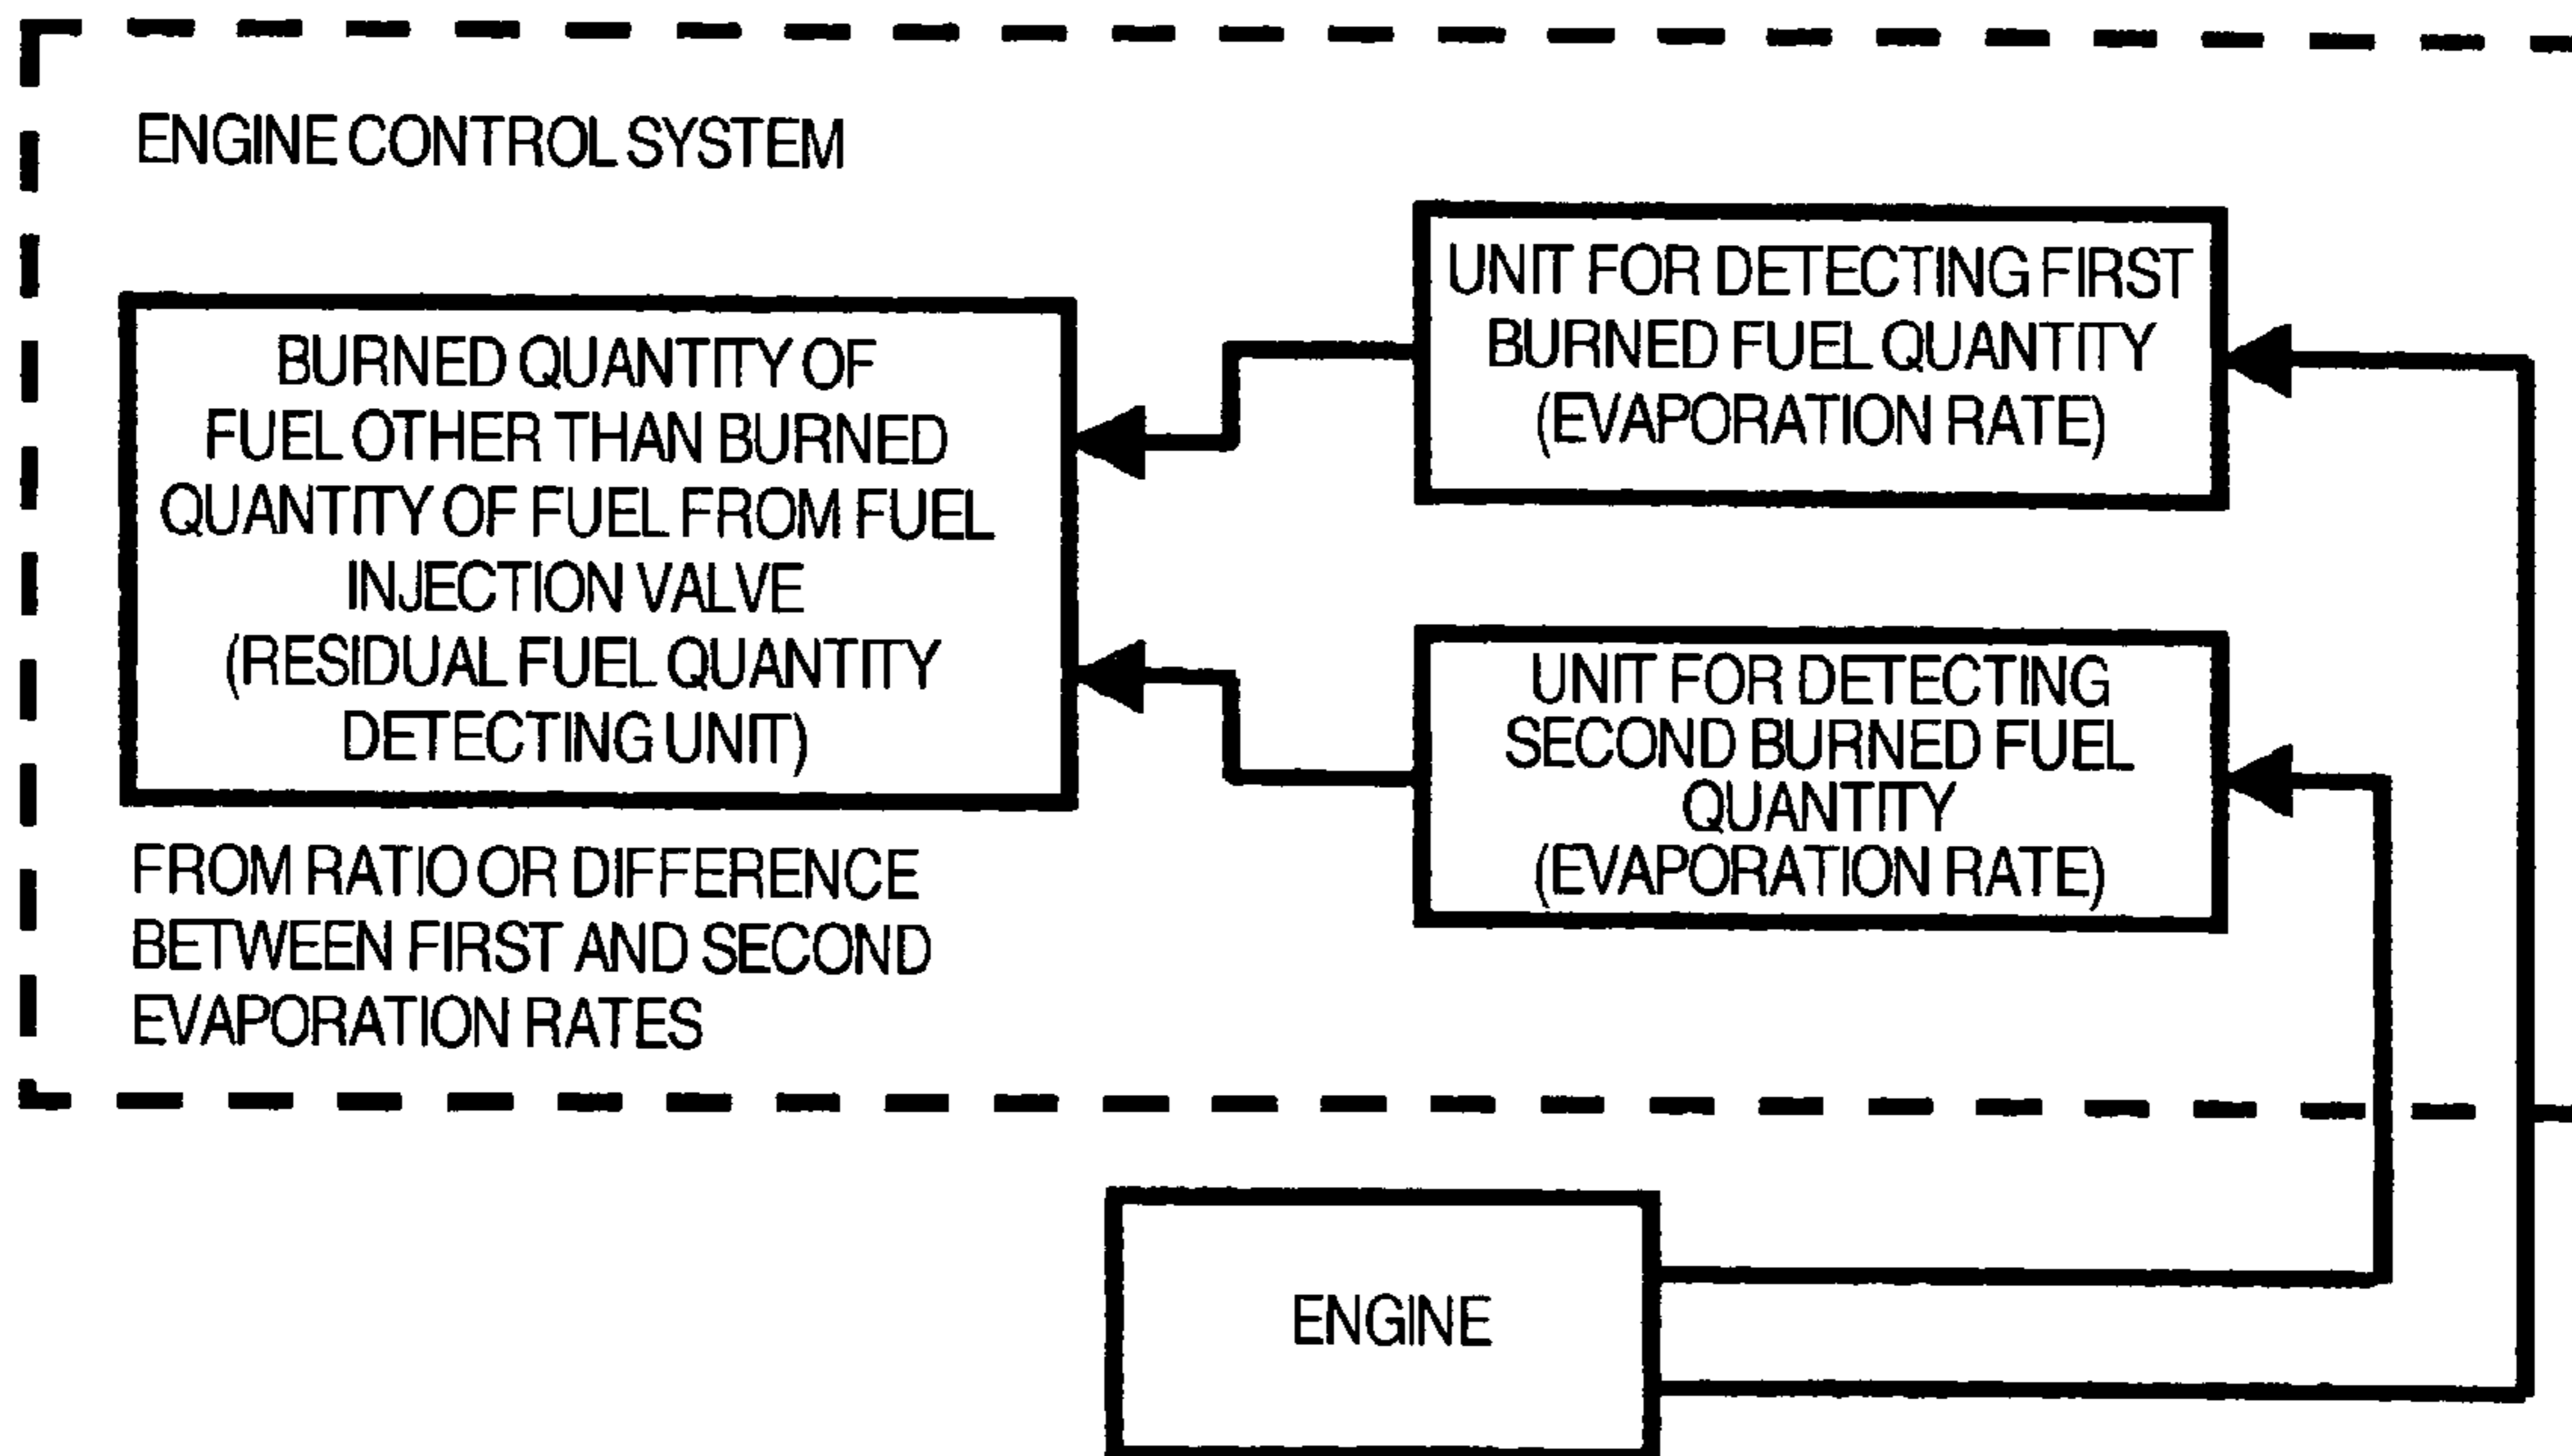 ENGINE CONTROL SYSTEM
BURNED QUANTITY OF
FUEL OTHER THAN BURNED
QUANTITY OF FUEL FROM FUEL
INJECTION VALVE
(RESIDUAL FUEL QUANTITY
DETECTING UNIT)
FROM RATIO OR DIFFERENCE
BETWEEN FIRST AND SECOND
EVAPORATION RATES
UNIT FOR DETECTING FIRST
BURNED FUEL QUANTITY
(EVAPORATION RATE)
UNIT FOR DETECTING
SECOND BURNED FUEL
QUANTITY
(EVAPORATION RATE)
ENGINE